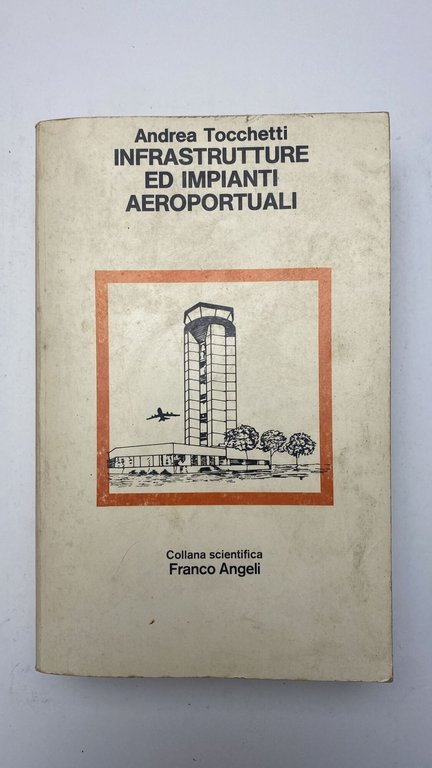 Andrea Tocchetti
INFRASTRUTTURE
ED IMPIANTI
AEROPORTUALI
Collana scientifica
Franco Angeli